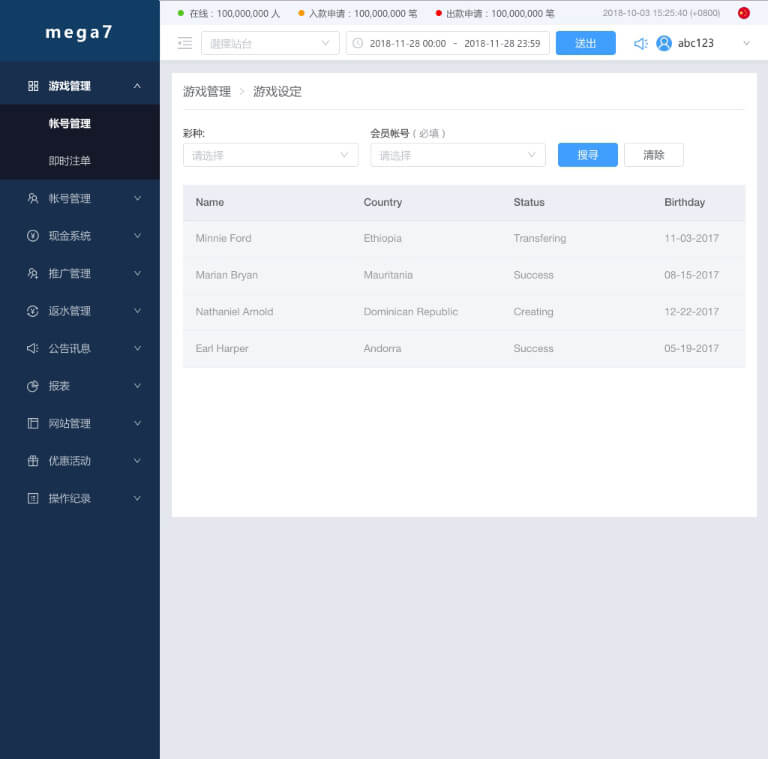 mega7
在线：100,000,000 人 入款申请：100,000,000 笔 出款申请：100,000,000 笔 2018-10-03 15:25:40 (+0800)
選擇站台 2018-11-28 00:00 - 2018-11-28 23:59 送出 abc123
游戏管理
帐号管理
即时注单
帐号管理
现金系统
推广管理
返水管理
公告讯息
报表
网站管理
优惠活动
操作纪录
游戏管理 > 游戏设定
彩种: 会员帐号 ( 必填 )
请选择 请选择 搜寻 清除
Name Country Status Birthday
Minnie Ford Ethiopia Transfering 11-03-2017
Marian Bryan Mauritania Success 08-15-2017
Nathaniel Arnold Dominican Republic Creating 12-22-2017
Earl Harper Andorra Success 05-19-2017